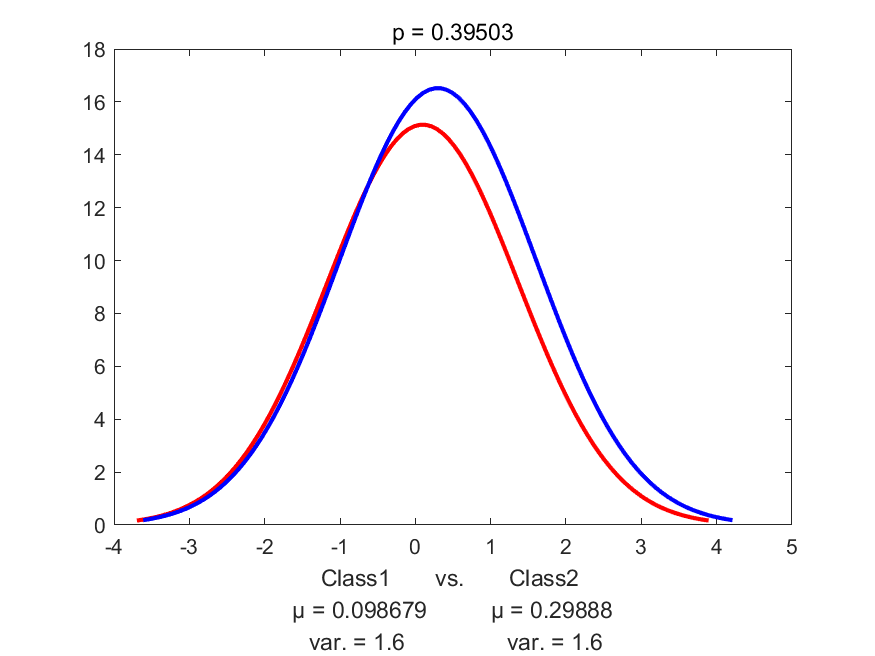 p = 0.39503
18
16
14
12
10
8
6
4
2
0
-4 -3 -2 -1 0 1 2 3 4 5
Class1 vs. Class2
µ = 0.098679 µ = 0.29888
var. = 1.6 var. = 1.6